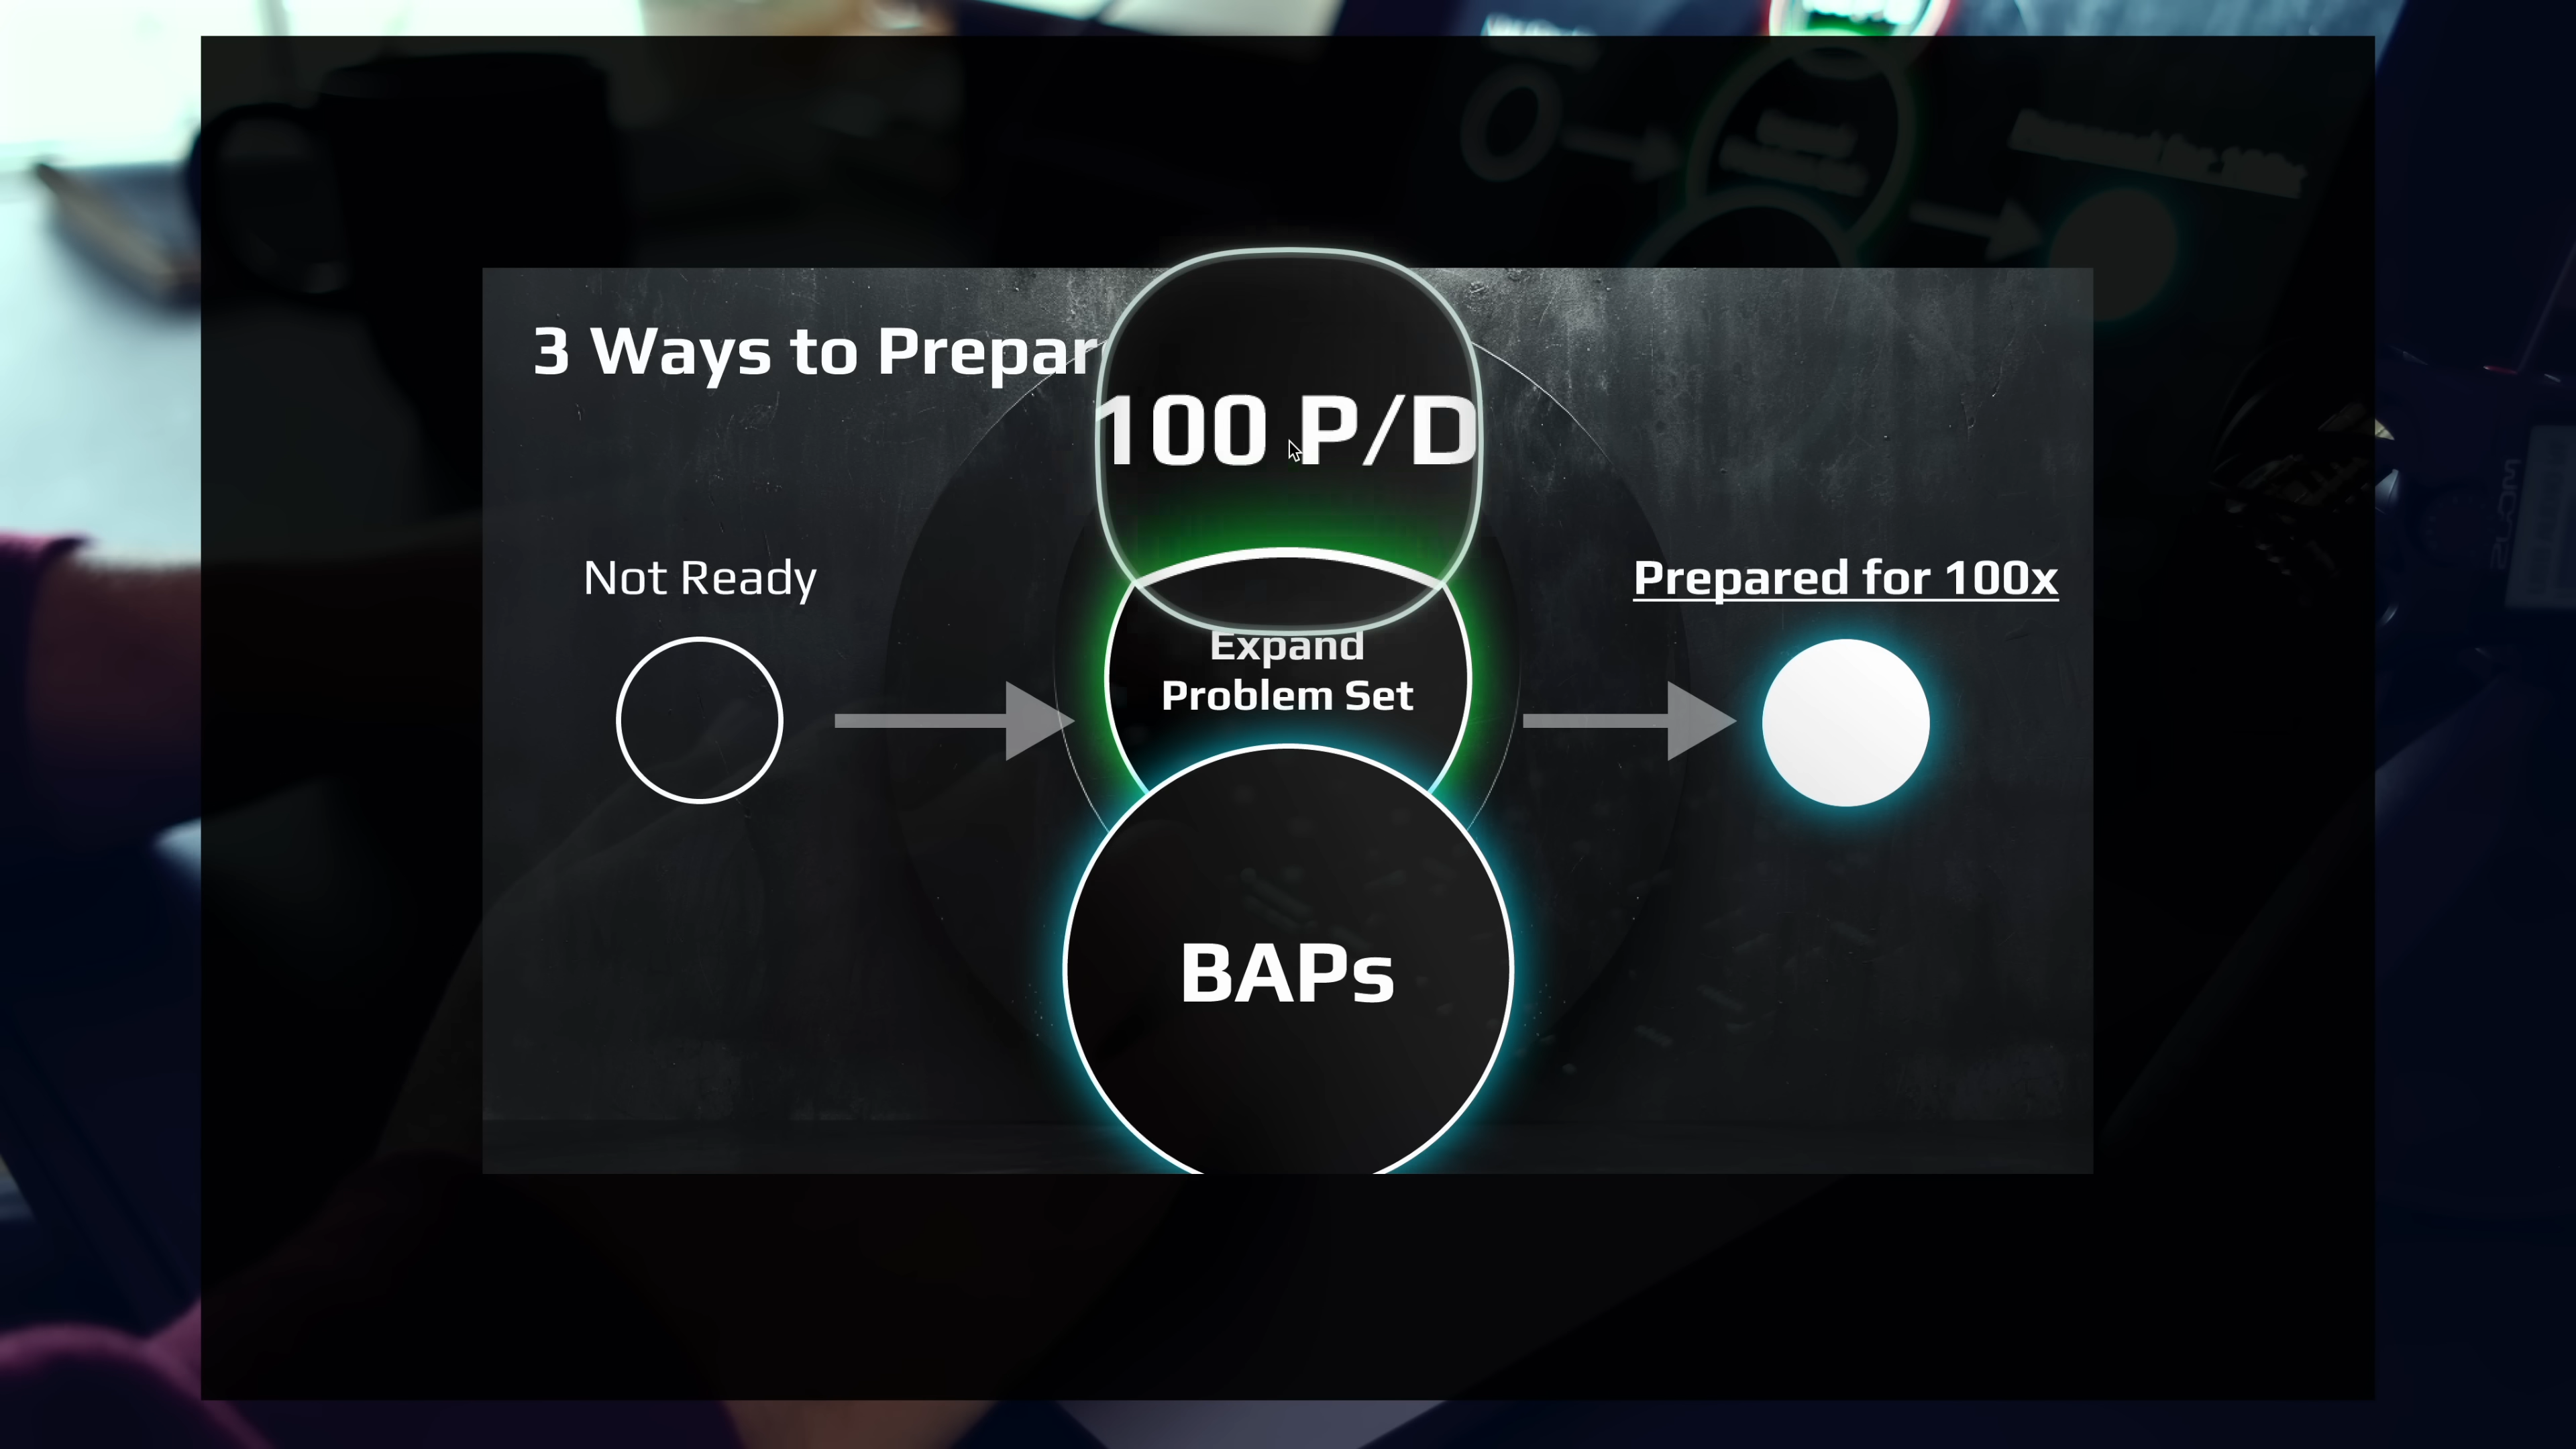 3 Ways to Prepar
100 P/D
Not Ready
Expand
Problem Set
Prepared for 100x
BAPs